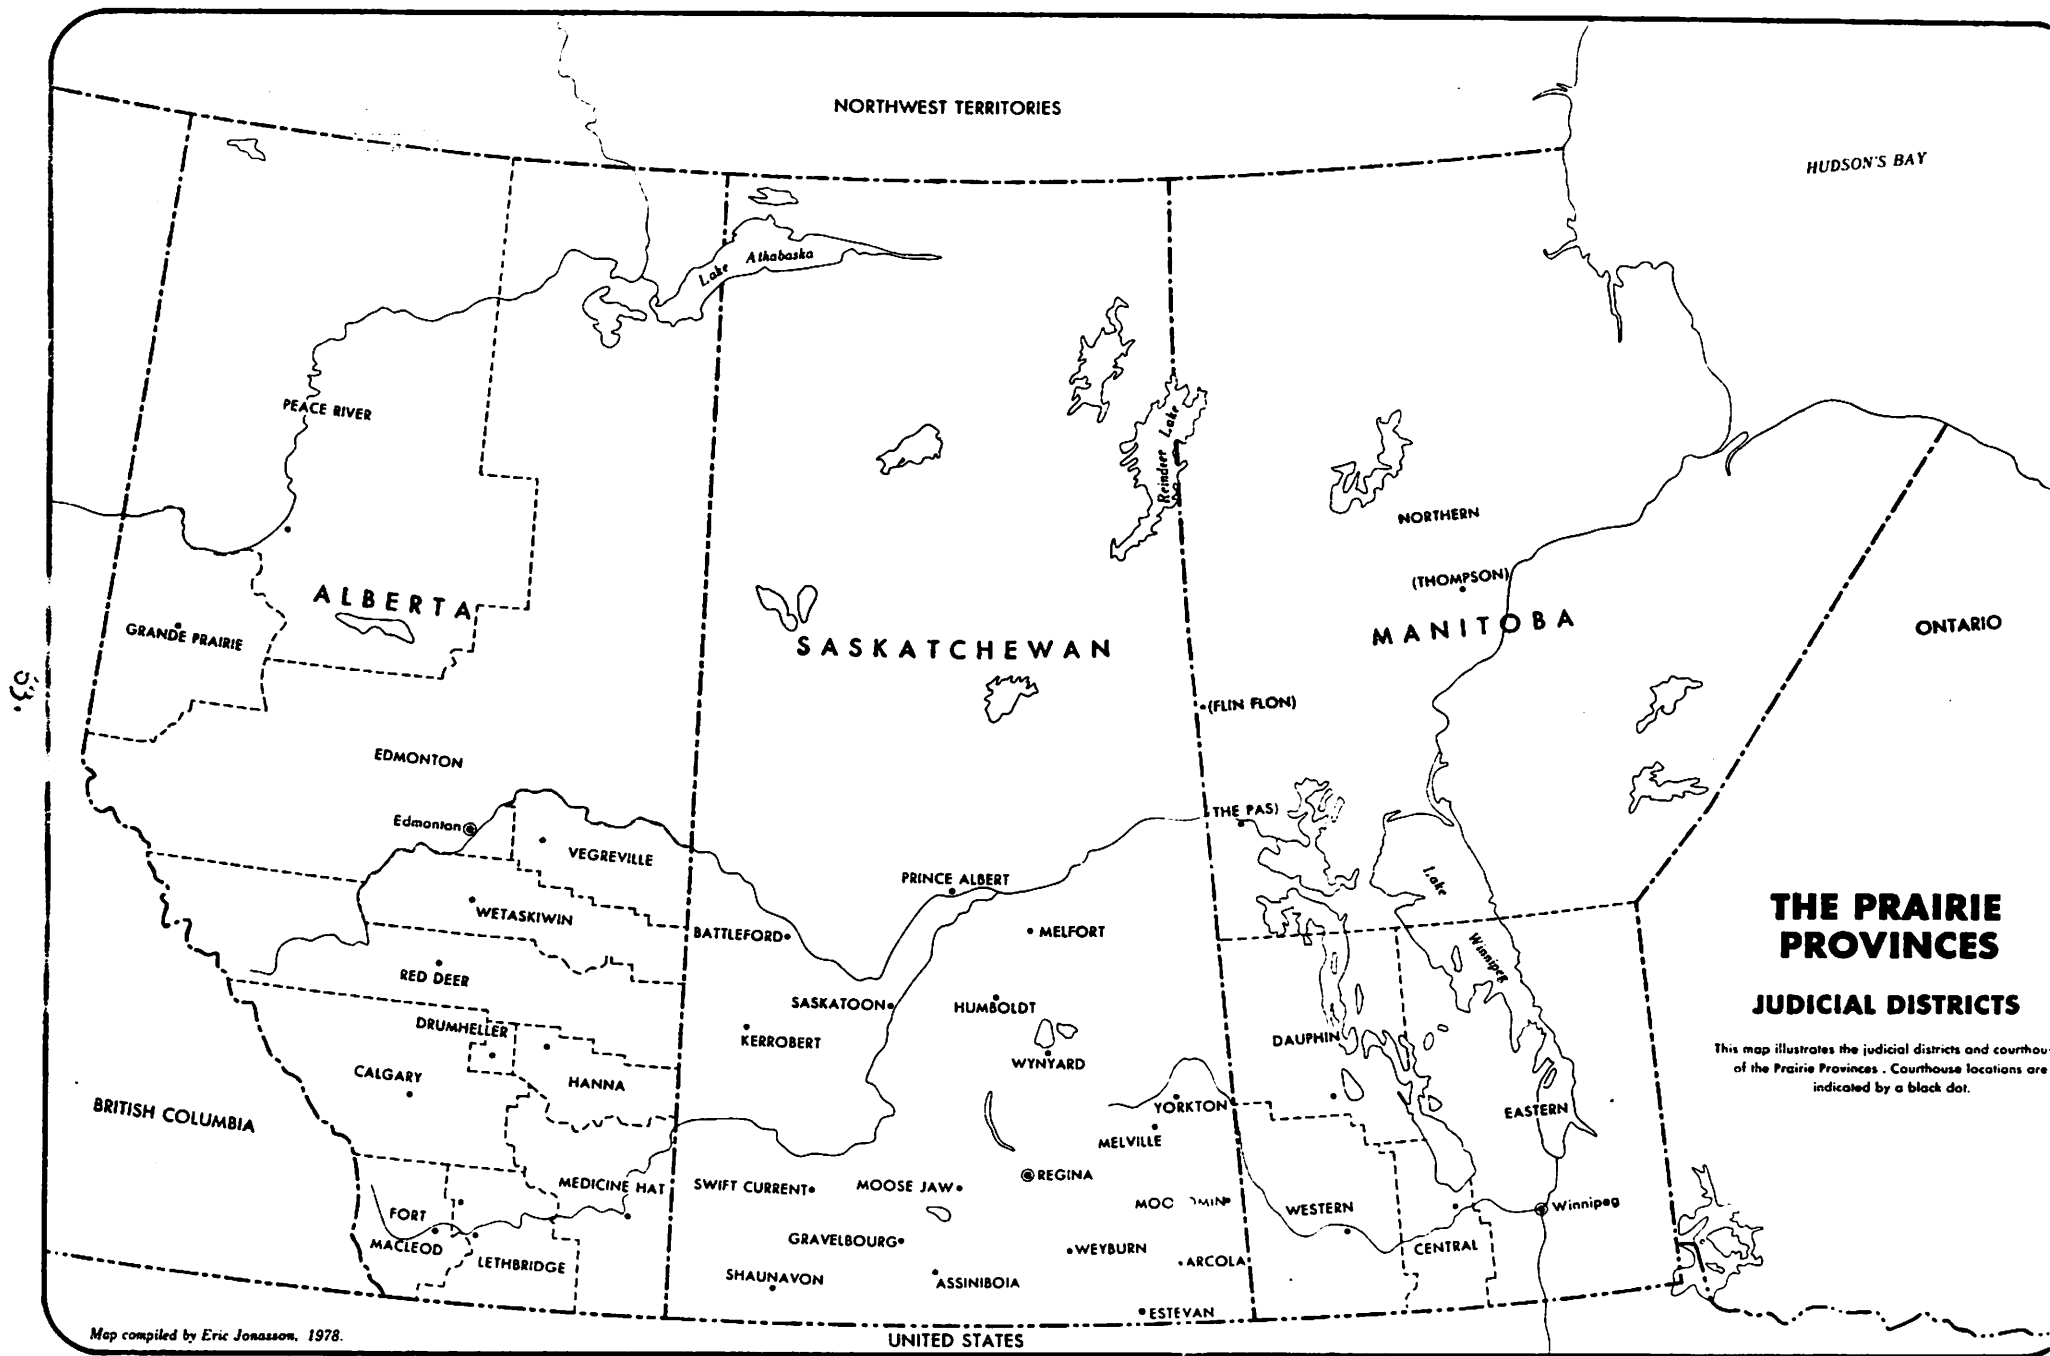 NORTHWEST TERRITORIES
HUDSON'S BAY
Lake Athabaska
PEACE RIVER
Reindeer Lake
NORTHERN
(THOMPSON)
ALBERTA
GRANDE PRAIRIE
SASKATCHEWAN
MANITOBA
ONTARIO
(FLIN FLON)
EDMONTON
Edmonton
THE PAS)
VEGREVILLE
PRINCE ALBERT
Lake
Winnipeg
WETASKIWIN
BATTLEFORD
MELFORT
THE PRAIRIE
PROVINCES
RED DEER
SASKATOON
HUMBOLDT
JUDICIAL DISTRICTS
DRUMHELLER
KERROBERT
WYNYARD
DAUPHIN
This map illustrates the judicial districts and courthou
of the Prairie Provinces . Courthouse locations are
indicated by a black dot.
CALGARY
HANNA
BRITISH COLUMBIA
YORKTON
EASTERN
MELVILLE
MEDICINE HAT
SWIFT CURRENT
MOOSE JAW
REGINA
MOO MIN
WESTERN
Winnipeg
FORT
MACLEOD
LETHBRIDGE
GRAVELBOURG
WEYBURN
ARCOLA
CENTRAL
SHAUNAVON
ASSINIBOIA
ESTEVAN
Map compiled by Eric Jonasson, 1978.
UNITED STATES